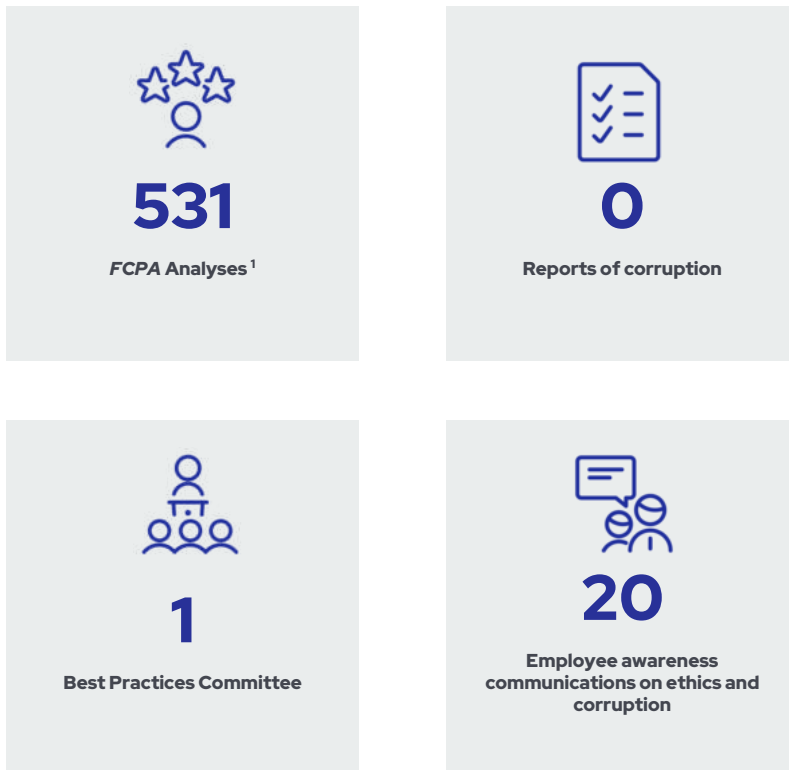 531
FCPA Analyses 1
0
Reports of corruption
1
Best Practices Committee
20
Employee awareness
communications on ethics and
corruption